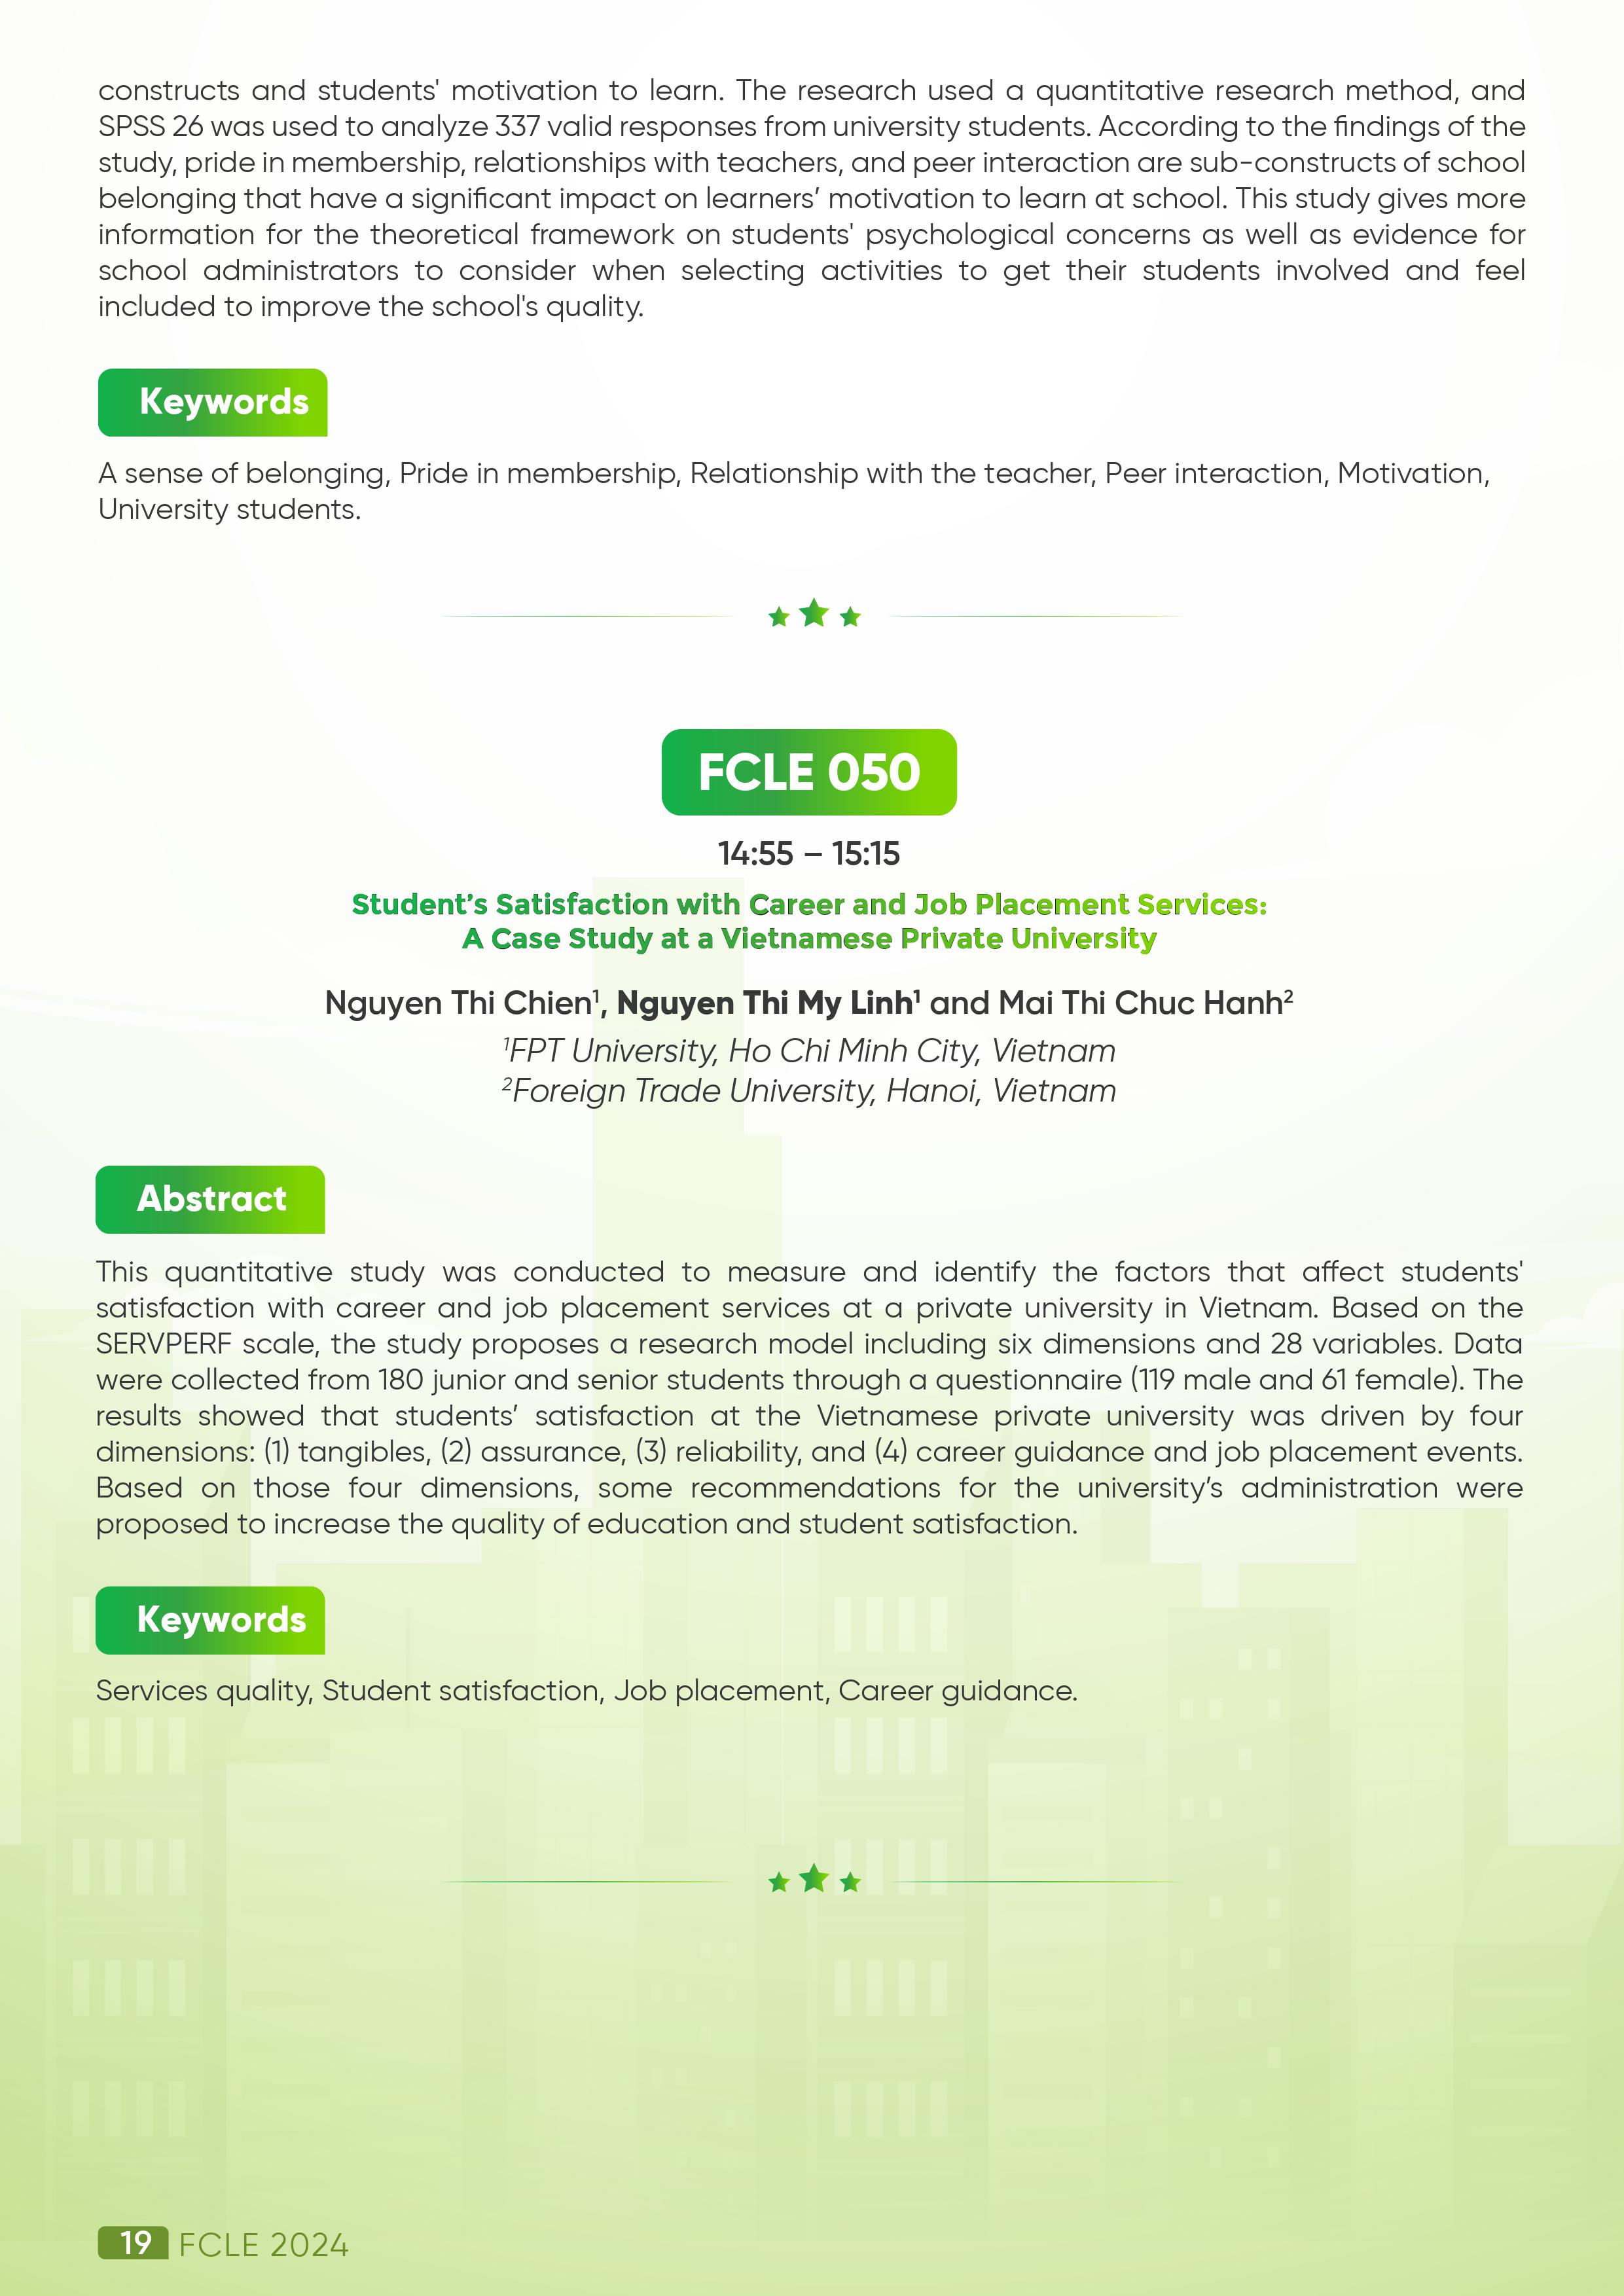 constructs and students' motivation to learn. The research used a quantitative research method, and
SPSS 26 was used to analyze 337 valid responses from university students. According to the findings of the
study, pride in membership, relationships with teachers, and peer interaction are sub-constructs of school
belonging that have a significant impact on learners’ motivation to learn at school. This study gives more
information for the theoretical framework on students' psychological concerns as well as evidence for
school administrators to consider when selecting activities to get their students involved and feel
included to improve the school's quality.
Keywords
A sense of belonging, Pride in membership, Relationship with the teacher, Peer interaction, Motivation,
University students.
FCLE 050
14:55 – 15:15
Student’s Satisfaction with Career and Job Placement Services:
A Case Study at a Vietnamese Private University
Nguyen Thi Chien¹, Nguyen Thi My Linh¹ and Mai Thi Chuc Hanh²
¹FPT University, Ho Chi Minh City, Vietnam
²Foreign Trade University, Hanoi, Vietnam
Abstract
This quantitative study was conducted to measure and identify the factors that affect students'
satisfaction with career and job placement services at a private university in Vietnam. Based on the
SERVPERF scale, the study proposes a research model including six dimensions and 28 variables. Data
were collected from 180 junior and senior students through a questionnaire (119 male and 61 female). The
results showed that students’ satisfaction at the Vietnamese private university was driven by four
dimensions: (1) tangibles, (2) assurance, (3) reliability, and (4) career guidance and job placement events.
Based on those four dimensions, some recommendations for the university’s administration were
proposed to increase the quality of education and student satisfaction.
Keywords
Services quality, Student satisfaction, Job placement, Career guidance.
19 FCLE 2024